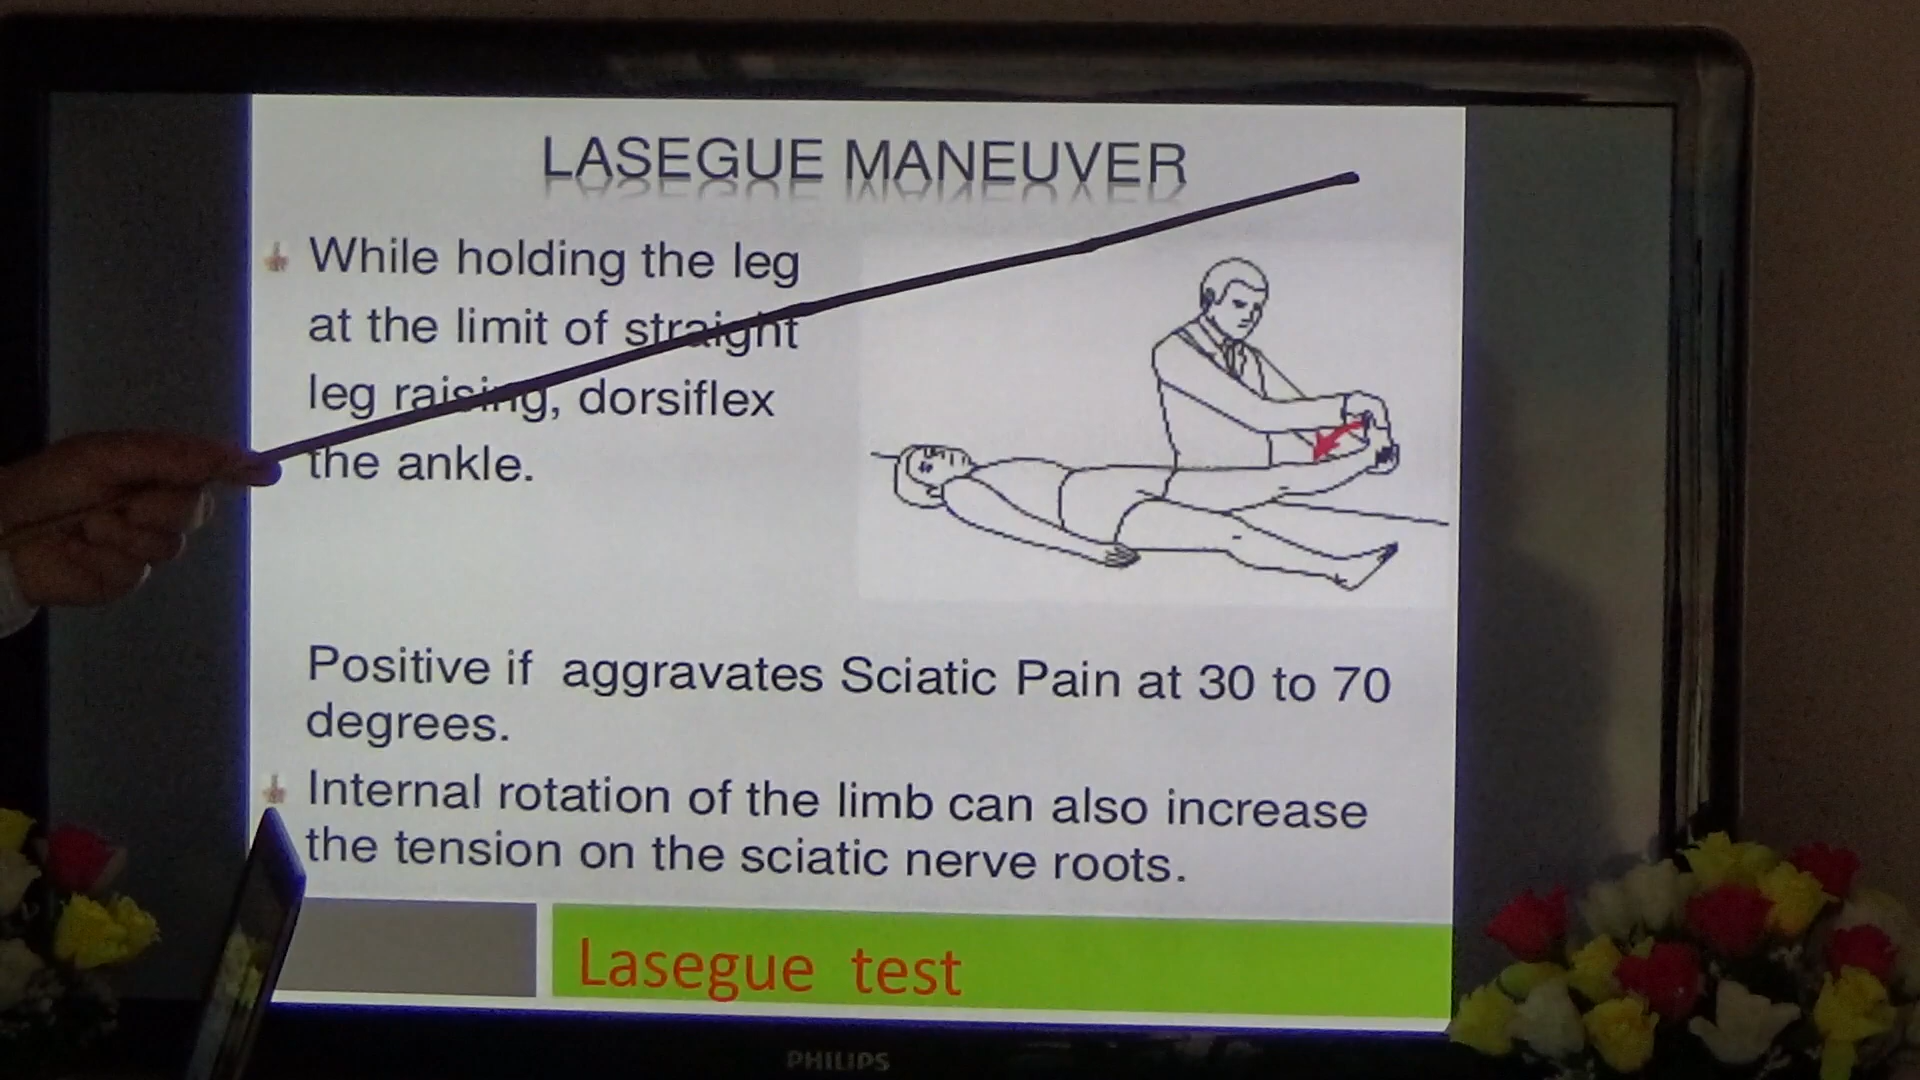 LASEGUE MANEUVER
While holding the leg
at the limit of straight
leg raising, dorsiflex
the ankle.
Positive if aggravates Sciatic Pain at 30 to 70
degrees.
Internal rotation of the limb can also increase
the tension on the sciatic nerve roots.
Lasegue test
PHILIPS